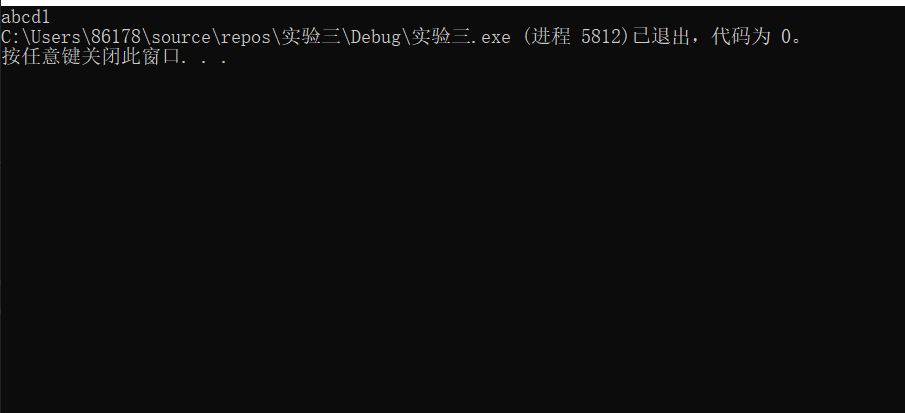 abcdl
C:\Users\86178\source\repos\实验三\Debug\实验三.exe (进程 5812)已退出，代码为 0。
按任意键关闭此窗口. . .